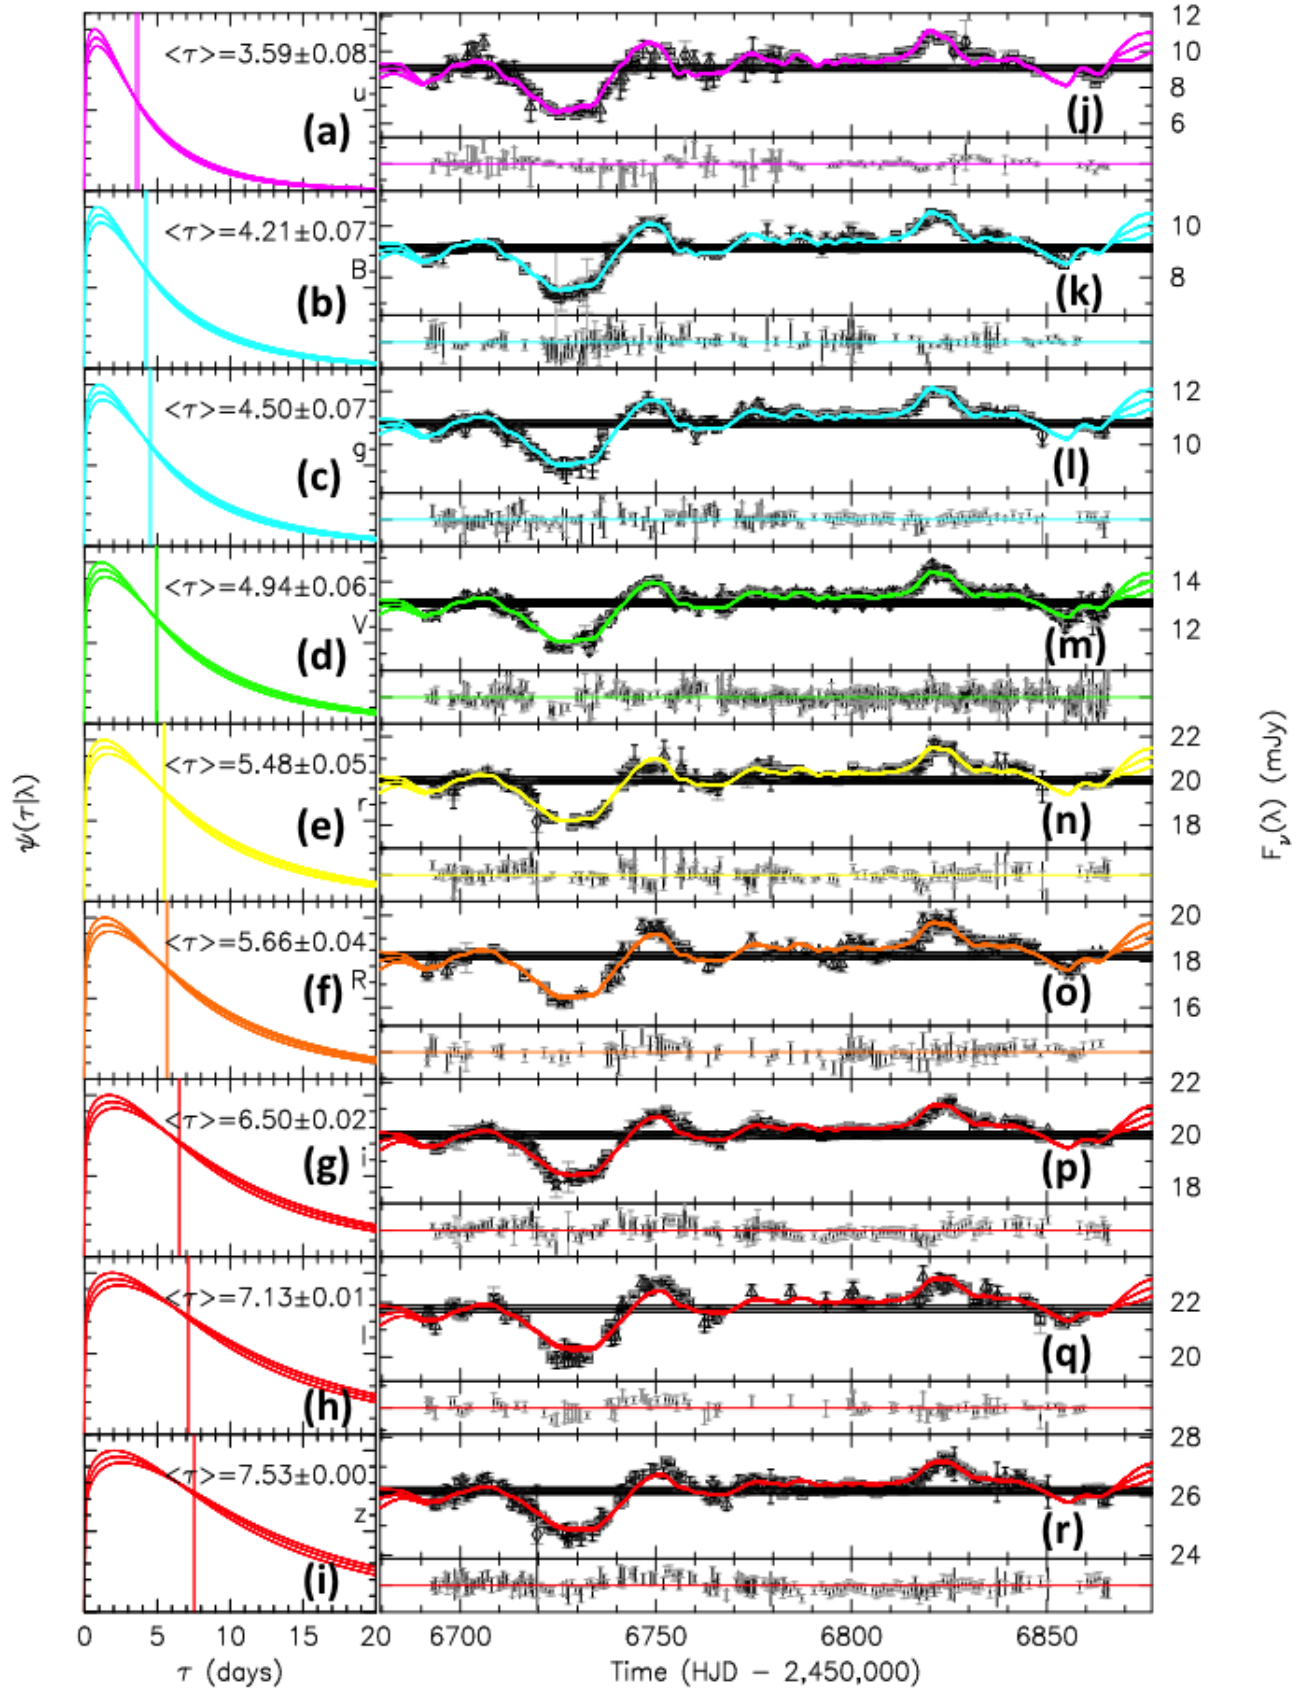 <τ>=3.59±0.08
u
(a)
(j)
12
10
8
6
<τ>=4.21±0.07
B
(b)
(k)
10
8
<τ>=4.50±0.07
g
(c)
(l)
12
10
<τ>=4.94±0.06
V
(d)
(m)
14
12
<τ>=5.48±0.05
r
(e)
(n)
22
20
18
<τ>=5.66±0.04
R
(f)
(o)
20
18
16
<τ>=6.50±0.02
i
(g)
(p)
22
20
18
<τ>=7.13±0.01
I
(h)
(q)
22
20
<τ>=7.53±0.00
z
(i)
(r)
28
26
24
ψ(τ|λ)
F_ν(λ) (mJy)
0 5 10 15 20
6700 6750 6800 6850
τ (days)
Time (HJD − 2,450,000)